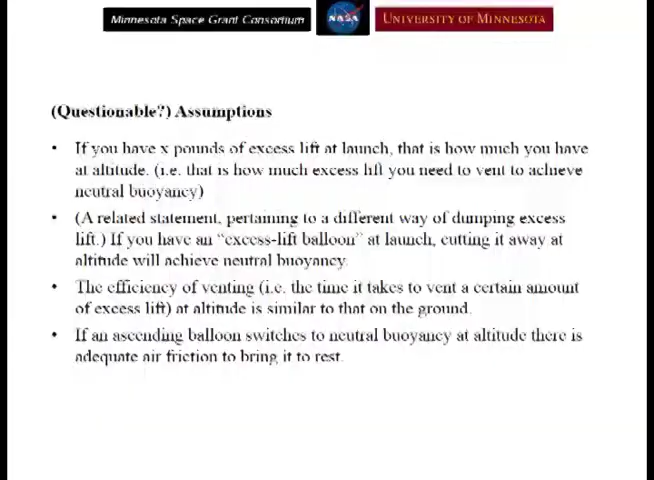 Minnesota Space Grant Consortium
NASA
UNIVERSITY OF MINNESOTA
(Questionable?) Assumptions
• If you have x pounds of excess lift at launch, that is how much you have
at altitude. (i.e. that is how much excess lift you need to vent to achieve
neutral buoyancy)
• (A related statement, pertaining to a different way of dumping excess
lift.) If you have an “excess-lift balloon” at launch, cutting it away at
altitude will achieve neutral buoyancy.
• The efficiency of venting (i.e. the time it takes to vent a certain amount
of excess lift) at altitude is similar to that on the ground.
• If an ascending balloon switches to neutral buoyancy at altitude there is
adequate air friction to bring it to rest.